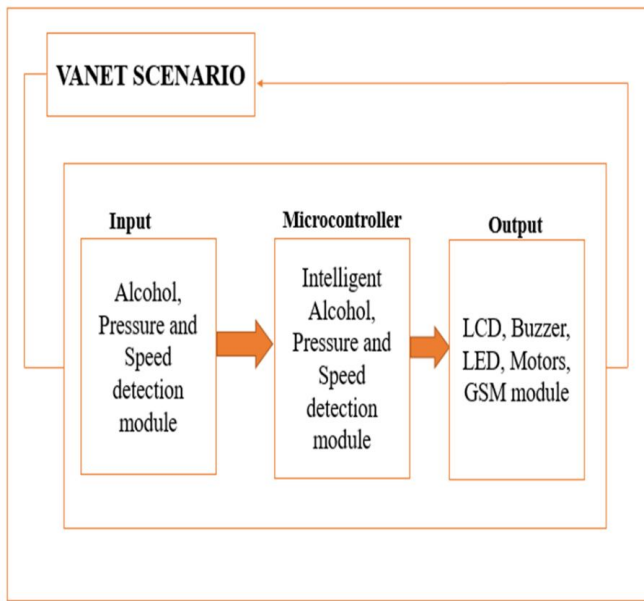 VANET SCENARIO
Input
Alcohol,
Pressure and
Speed
detection
module
Microcontroller
Intelligent
Alcohol,
Pressure and
Speed
detection
module
Output
LCD, Buzzer,
LED, Motors,
GSM module